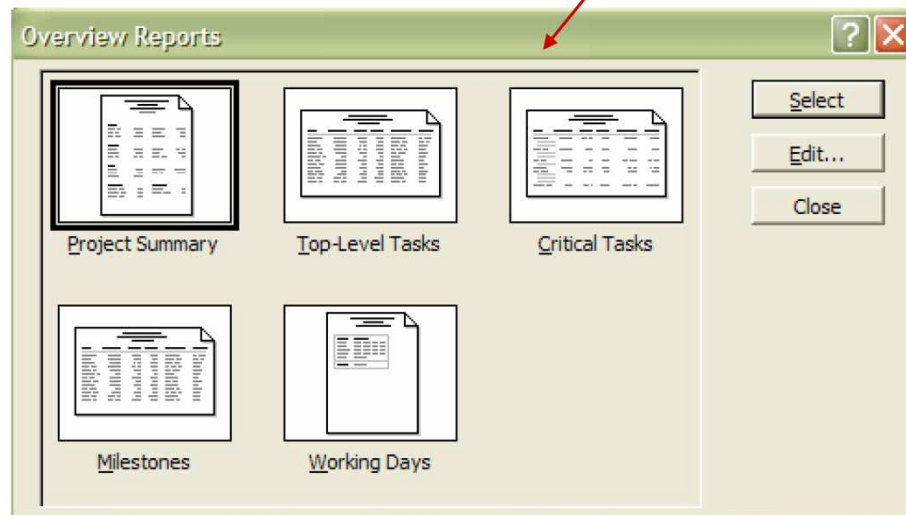 Overview Reports
Select
Edit...
Close
Project Summary
Top-Level Tasks
Critical Tasks
Milestones
Working Days